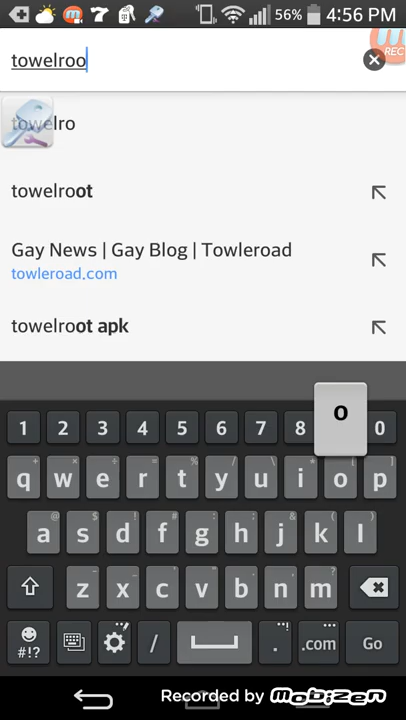 56% 4:56 PM
towelroo
REC
towelro
towelroot
Gay News | Gay Blog | Towleroad
towleroad.com
towelroot apk
o
1 2 3 4 5 6 7 8 0
q w e r t y u i o p
a s d f g h j k l
z x c v b n m
#!? / . .com Go
Recorded by Mobizen